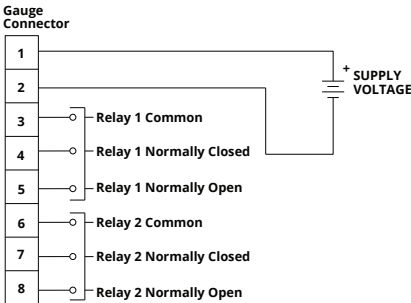 Gauge
Connector
1
+ SUPPLY
VOLTAGE
2
3
Relay 1 Common
4
Relay 1 Normally Closed
5
Relay 1 Normally Open
6
Relay 2 Common
7
Relay 2 Normally Closed
8
Relay 2 Normally Open